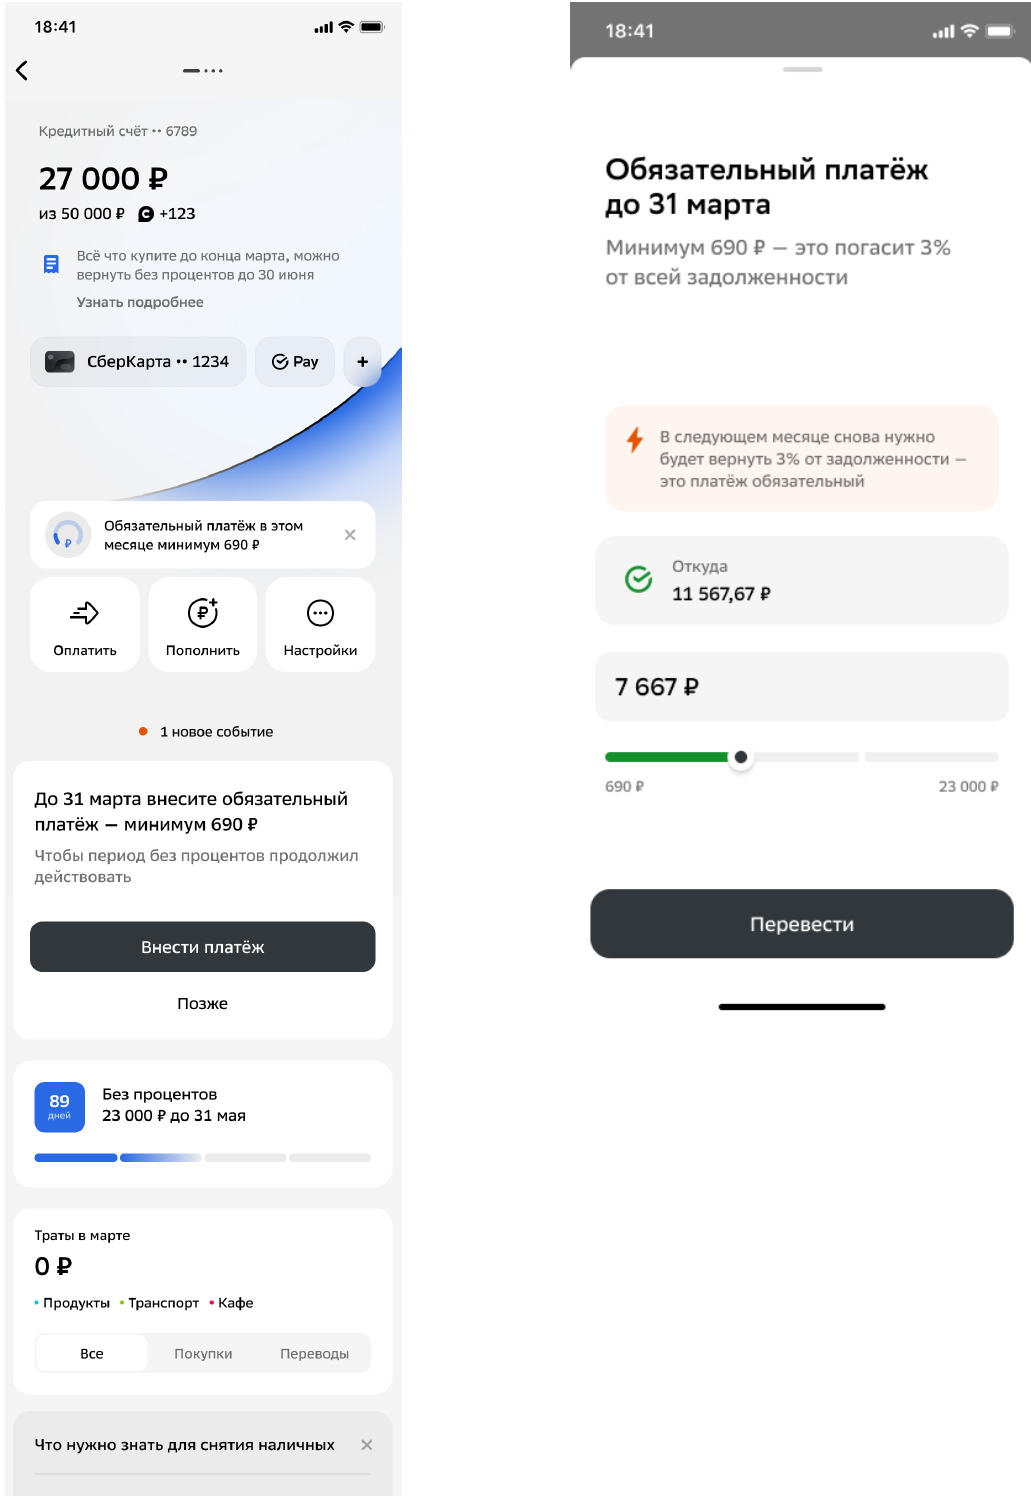 18:41
Кредитный счёт •• 6789
27 000 ₽
из 50 000 ₽ +123
Всё что купите до конца марта, можно
вернуть без процентов до 30 июня
Узнать подробнее
СберКарта •• 1234
Pay
+
Обязательный платёж в этом
месяце минимум 690 ₽
Оплатить
Пополнить
Настройки
1 новое событие
До 31 марта внесите обязательный
платёж — минимум 690 ₽
Чтобы период без процентов продолжил
действовать
Внести платёж
Позже
89
дней
Без процентов
23 000 ₽ до 31 мая
Траты в марте
0 ₽
• Продукты • Транспорт • Кафе
Все
Покупки
Переводы
Что нужно знать для снятия наличных
18:41
Обязательный платёж
до 31 марта
Минимум 690 ₽ — это погасит 3%
от всей задолженности
В следующем месяце снова нужно
будет вернуть 3% от задолженности —
это платёж обязательный
Откуда
11 567,67 ₽
7 667 ₽
690 ₽
23 000 ₽
Перевести